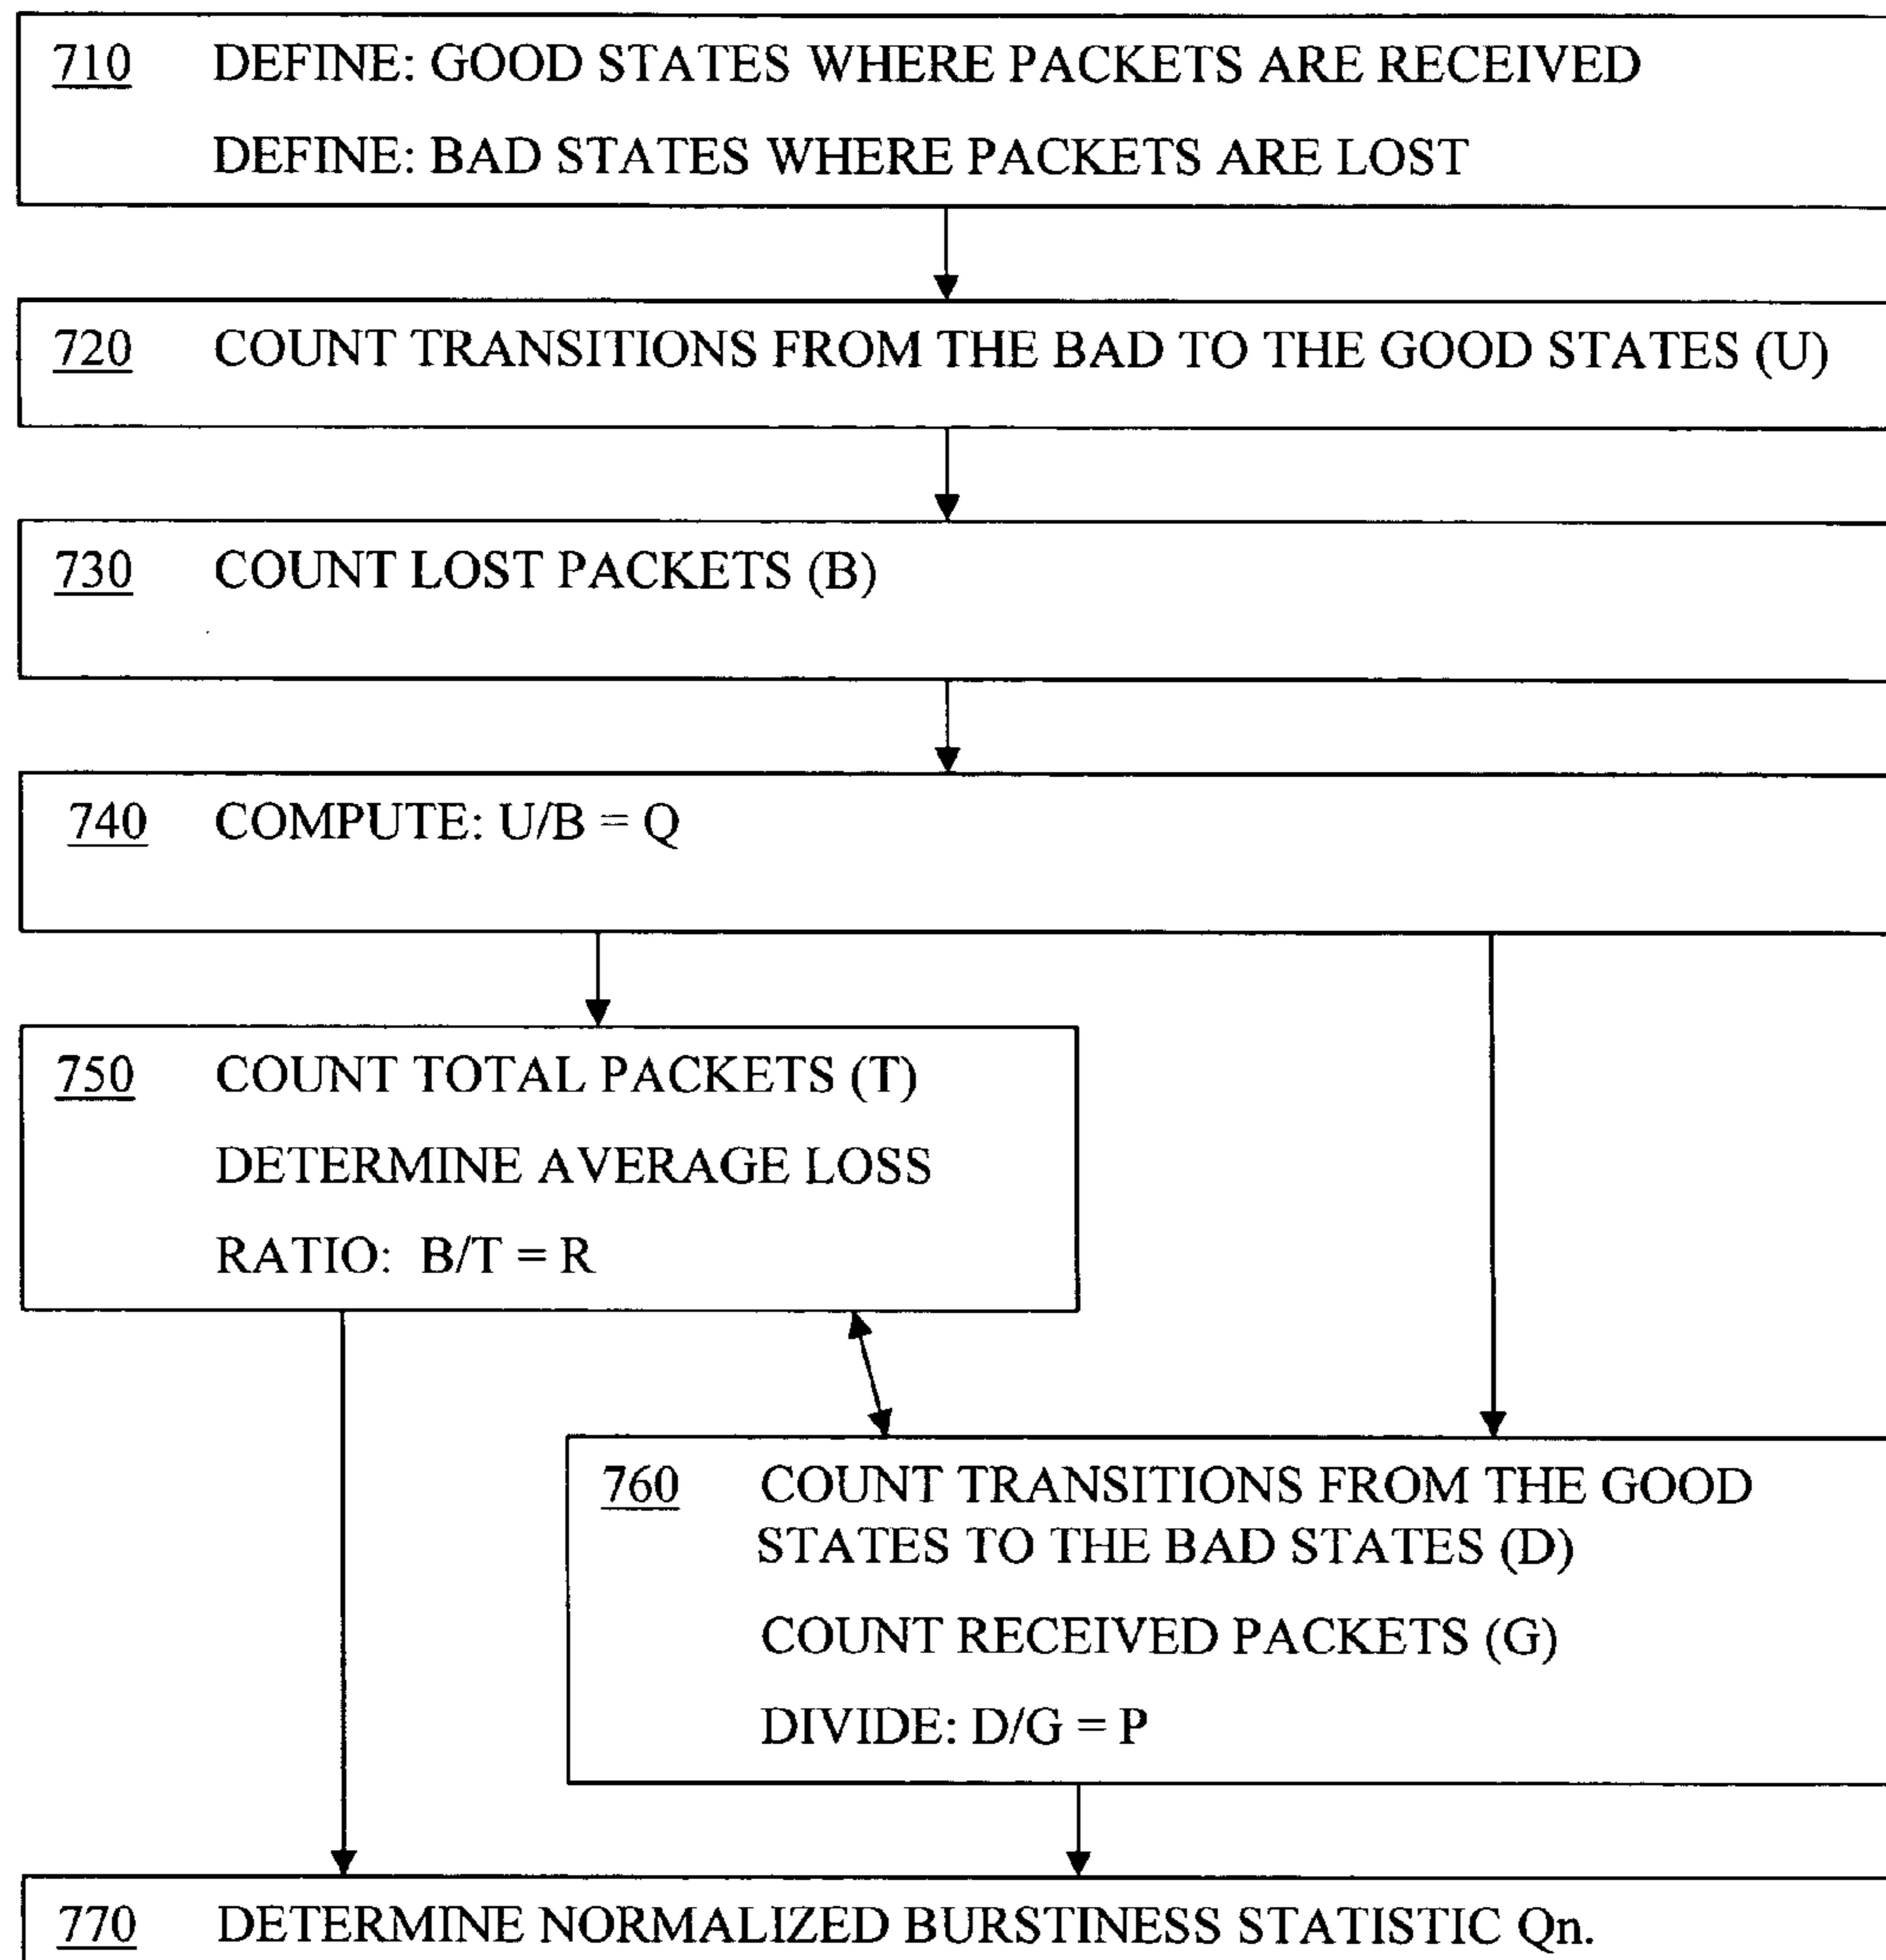 710 DEFINE: GOOD STATES WHERE PACKETS ARE RECEIVED
DEFINE: BAD STATES WHERE PACKETS ARE LOST
720 COUNT TRANSITIONS FROM THE BAD TO THE GOOD STATES (U)
730 COUNT LOST PACKETS (B)
740 COMPUTE: U/B = Q
750 COUNT TOTAL PACKETS (T)
DETERMINE AVERAGE LOSS
RATIO: B/T = R
760 COUNT TRANSITIONS FROM THE GOOD
STATES TO THE BAD STATES (D)
COUNT RECEIVED PACKETS (G)
DIVIDE: D/G = P
770 DETERMINE NORMALIZED BURSTINESS STATISTIC Qn.